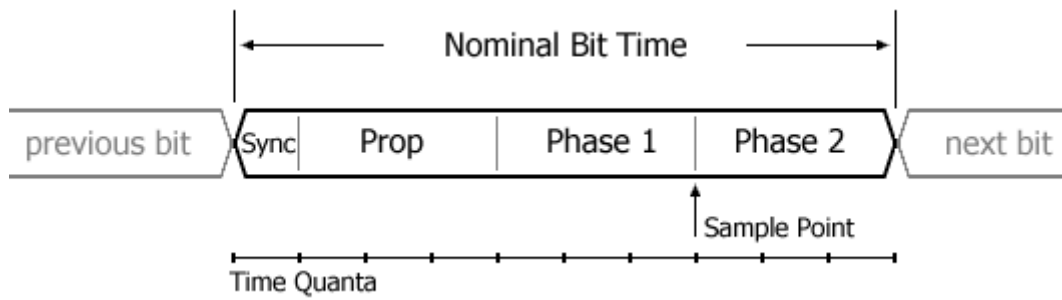 Nominal Bit Time
previous bit Sync Prop Phase 1 Phase 2 next bit
Sample Point
Time Quanta